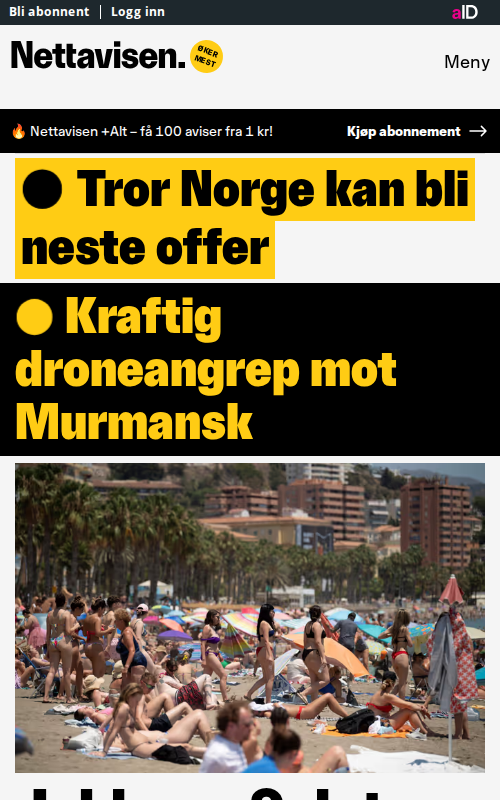 Bli abonnent | Logg inn
aID
Nettavisen.
ØKER
MEST
Meny
Nettavisen +Alt – få 100 aviser fra 1 kr!
Kjøp abonnement
Tror Norge kan bli
neste offer
Kraftig
droneangrep mot
Murmansk